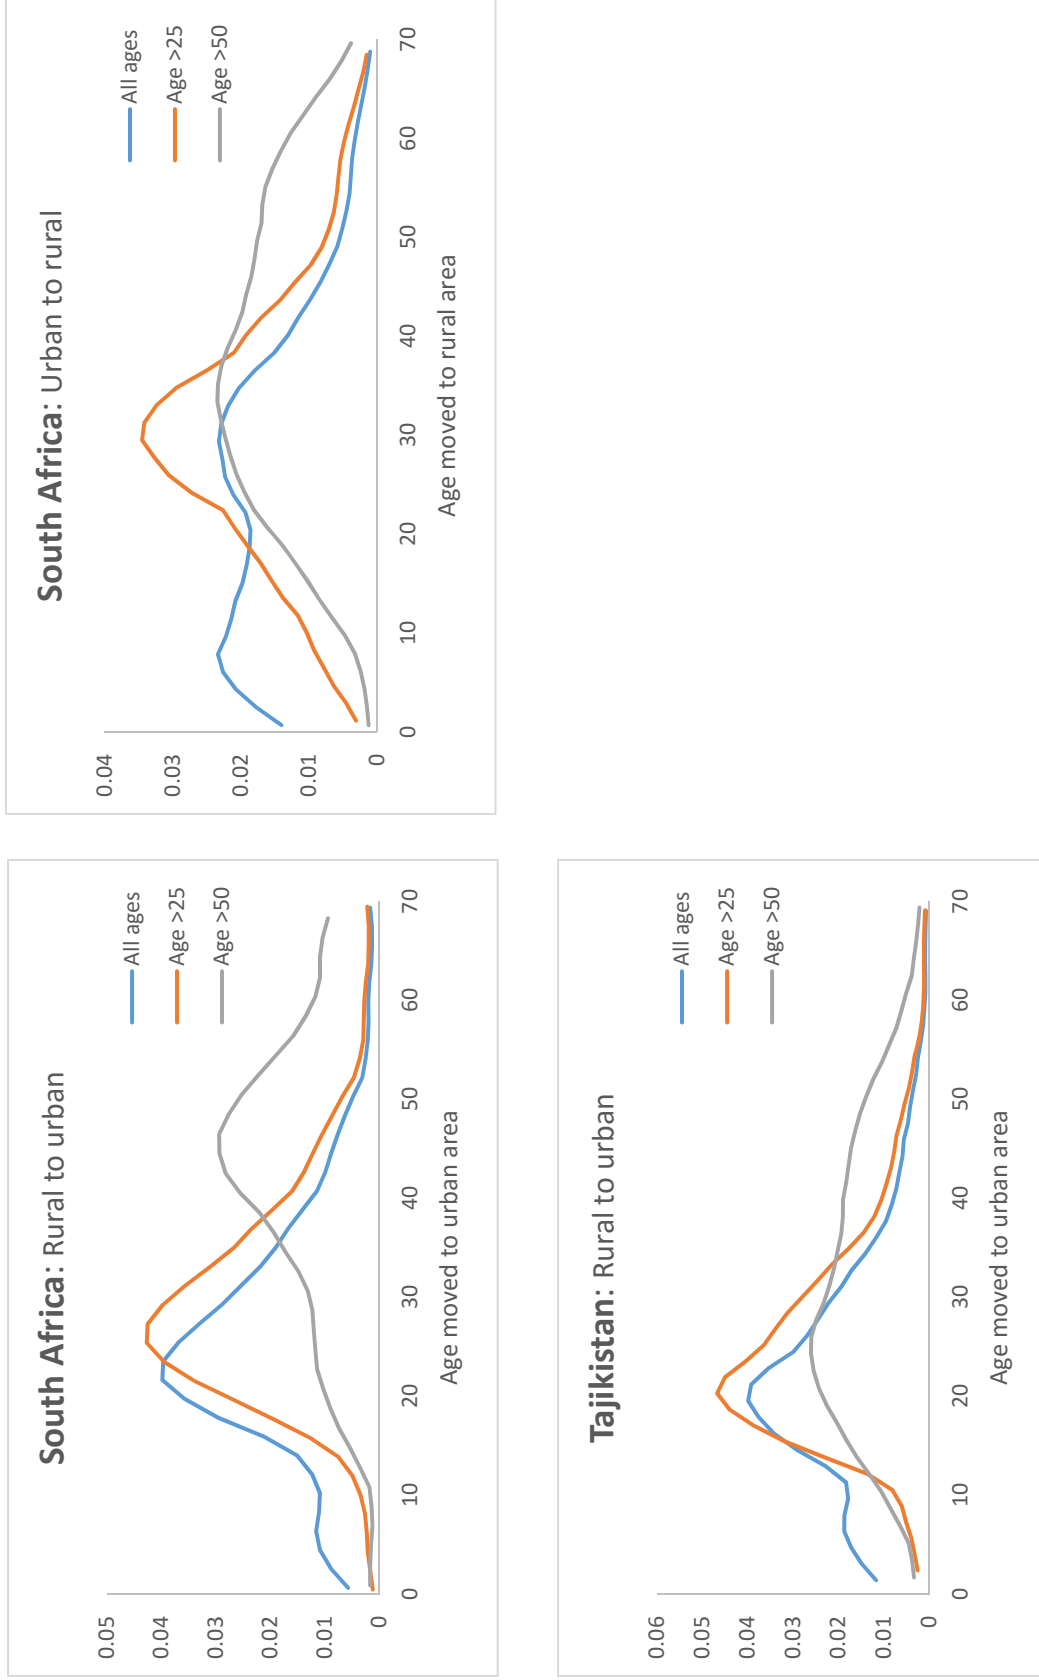 South Africa: Rural to urban
0.05
0.04
0.03
0.02
0.01
0
0 10 20 30 40 50 60 70
Age moved to urban area
All ages
Age >25
Age >50
South Africa: Urban to rural
0.04
0.03
0.02
0.01
0
0 10 20 30 40 50 60 70
Age moved to rural area
All ages
Age >25
Age >50
Tajikistan: Rural to urban
0.06
0.05
0.04
0.03
0.02
0.01
0
0 10 20 30 40 50 60 70
Age moved to urban area
All ages
Age >25
Age >50